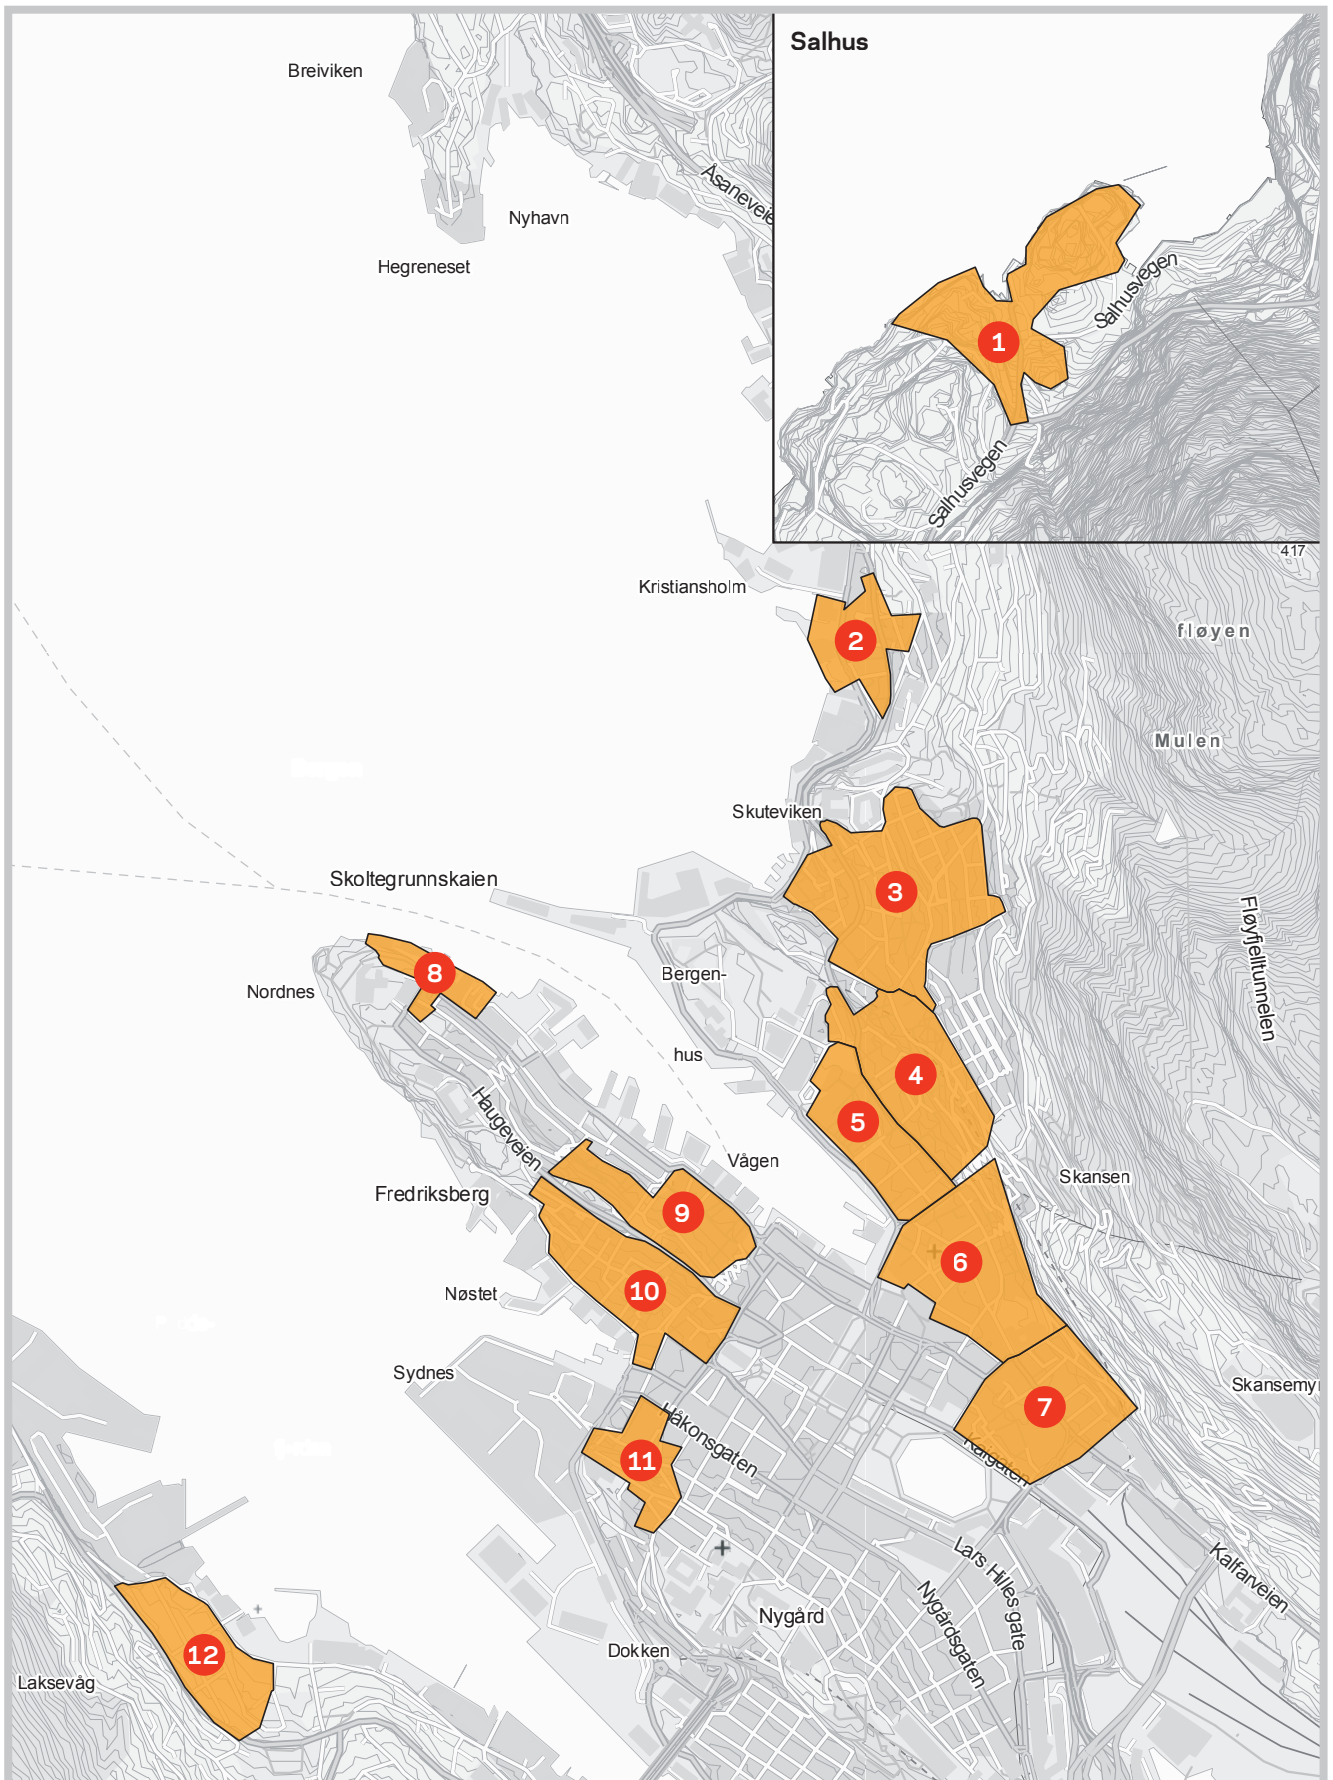 Salhus
Breiviken
Åsaneveie
Nyhavn
Hegreneset
Salhusvegen
1
Salhusvegen
417
Kristiansholm
fløyen
2
Mulen
Skuteviken
Skoltegrunnskaien
3
Fløyfjelltunnelen
Nordnes
8
Bergen-
hus
4
5
Haugeveien
Vågen
Skansen
Fredriksberg
9
6
Nøstet
10
Sydnes
Skansemyr
7
Håkonsgaten
Kaigaten
11
Lars Hilles gate
Kalfarveien
Nygårdsgaten
Nygård
12
Dokken
Laksevåg